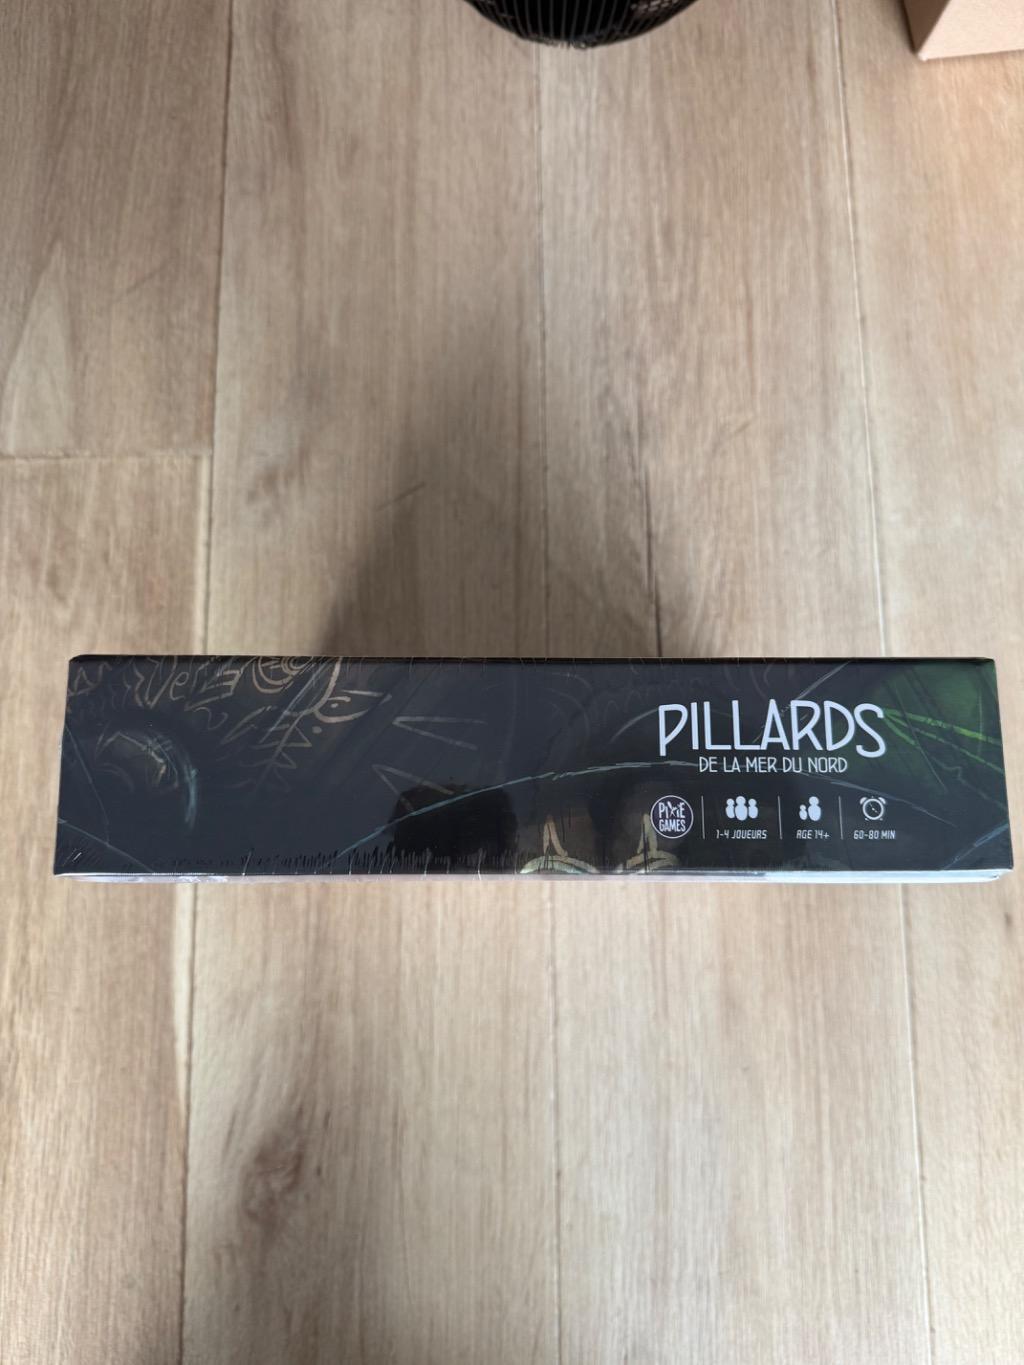 PILLARDS
DE LA MER DU NORD
PIXIE
GAMES
1-4 JOUEURS
AGE 14+
60-80 MIN